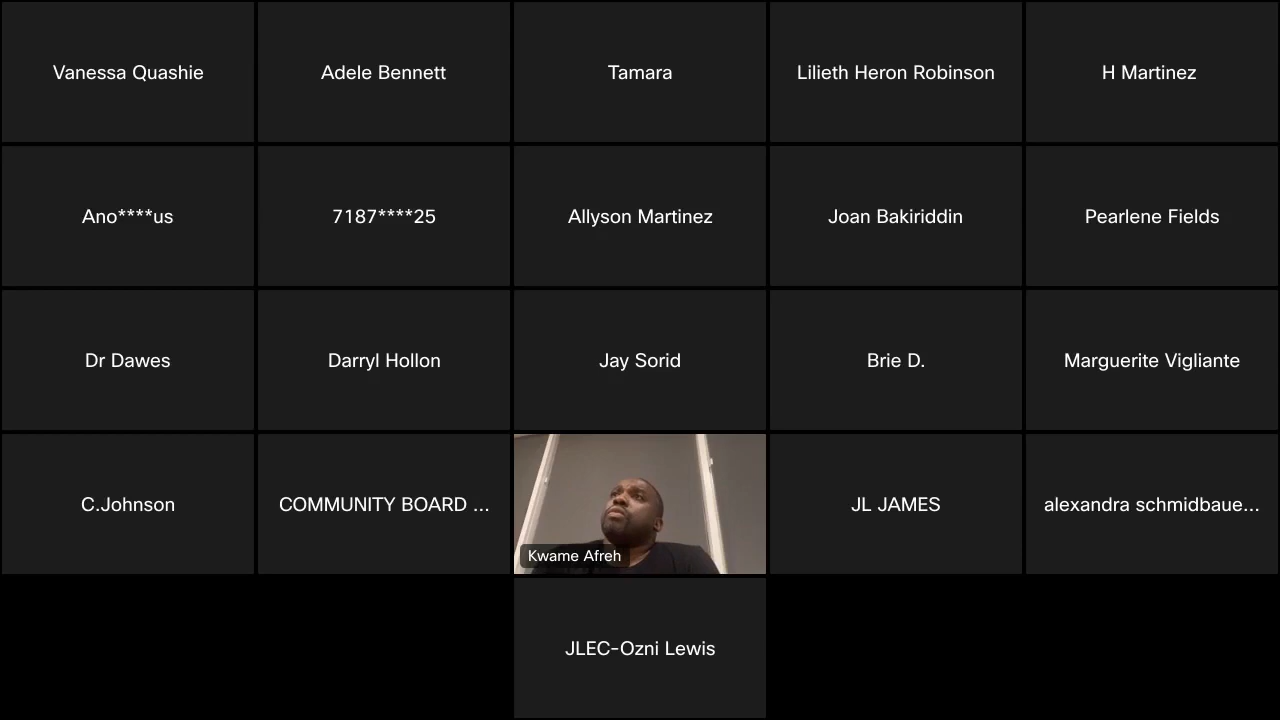 Vanessa Quashie
Adele Bennett
Tamara
Lilieth Heron Robinson
H Martinez
Ano****us
7187****25
Allyson Martinez
Joan Bakiriddin
Pearlene Fields
Dr Dawes
Darryl Hollon
Jay Sorid
Brie D.
Marguerite Vigliante
C.Johnson
COMMUNITY BOARD ...
Kwame Afreh
JL JAMES
alexandra schmidbaue...
JLEC-Ozni Lewis